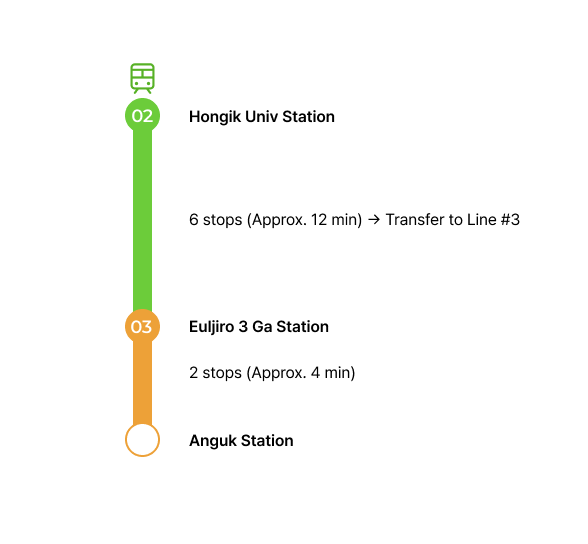 02 Hongik Univ Station
6 stops (Approx. 12 min) → Transfer to Line #3
03 Euljiro 3 Ga Station
2 stops (Approx. 4 min)
Anguk Station